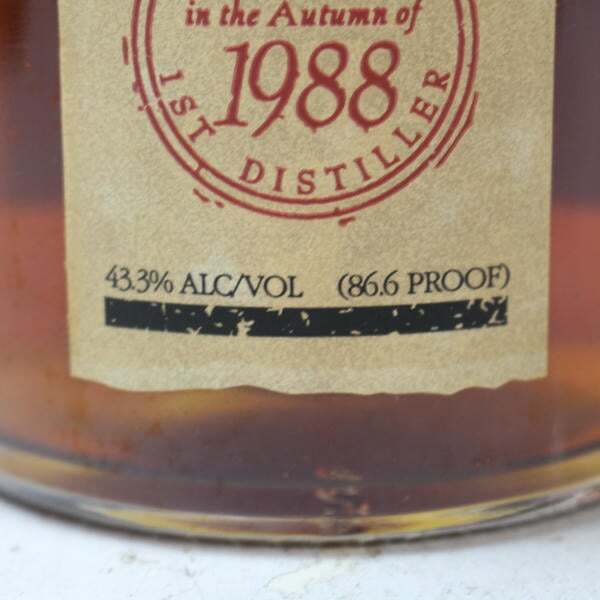 in the Autumn of
1988
1ST DISTILLER
43.3% ALC/VOL (86.6 PROOF)